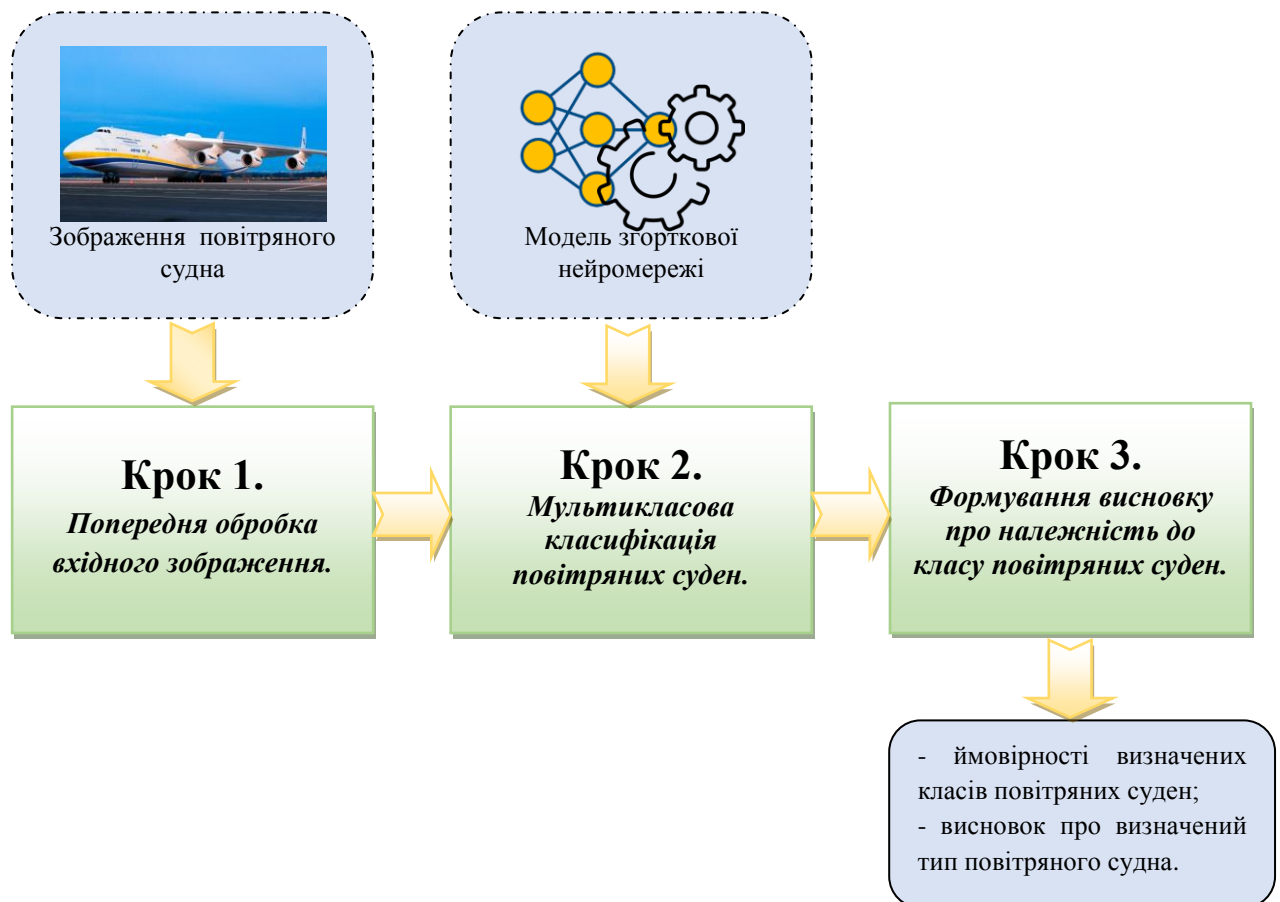 Зображення повітряного
судна
Модель згорткової
нейромережі
Крок 1.
Попередня обробка
вхідного зображення.
Крок 2.
Мультикласова
класифікація
повітряних суден.
Крок 3.
Формування висновку
про належність до
класу повітряних суден.
- ймовірності визначених
класів повітряних суден;
- висновок про визначений
тип повітряного судна.